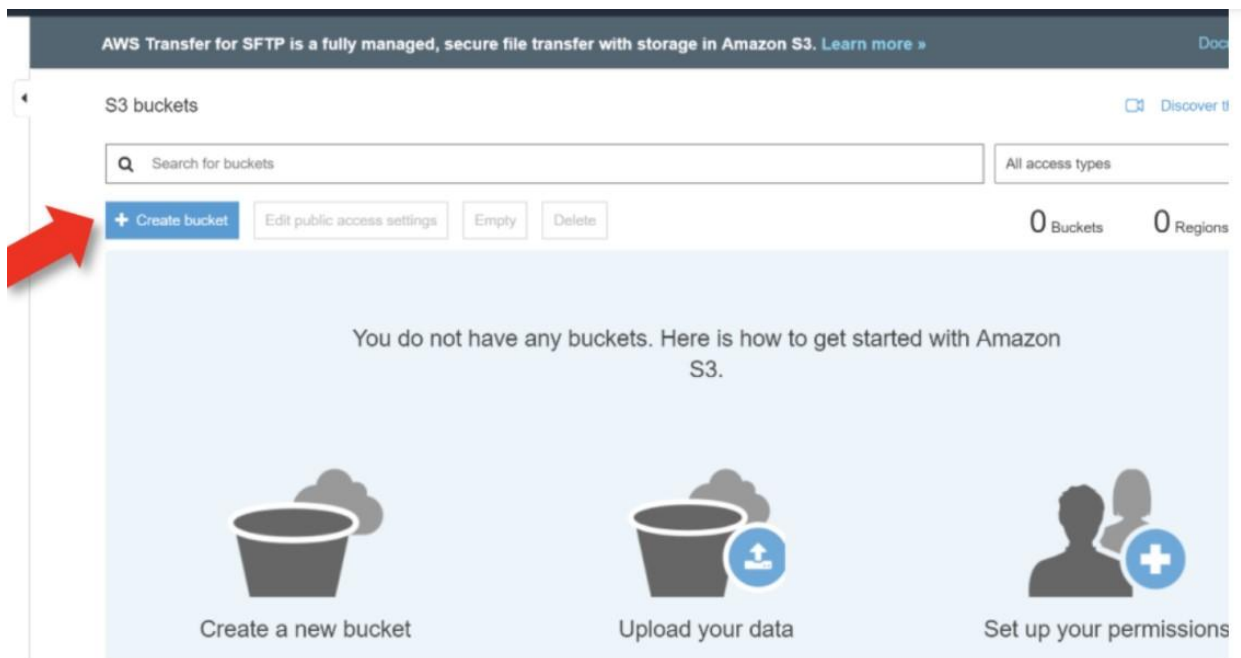 AWS Transfer for SFTP is a fully managed, secure file transfer with storage in Amazon S3. Learn more »
S3 buckets
Discover
Search for buckets
All access types
+ Create bucket
Edit public access settings
Empty
Delete
0 Buckets
0 Regions
You do not have any buckets. Here is how to get started with Amazon
S3.
Create a new bucket
Upload your data
Set up your permissions